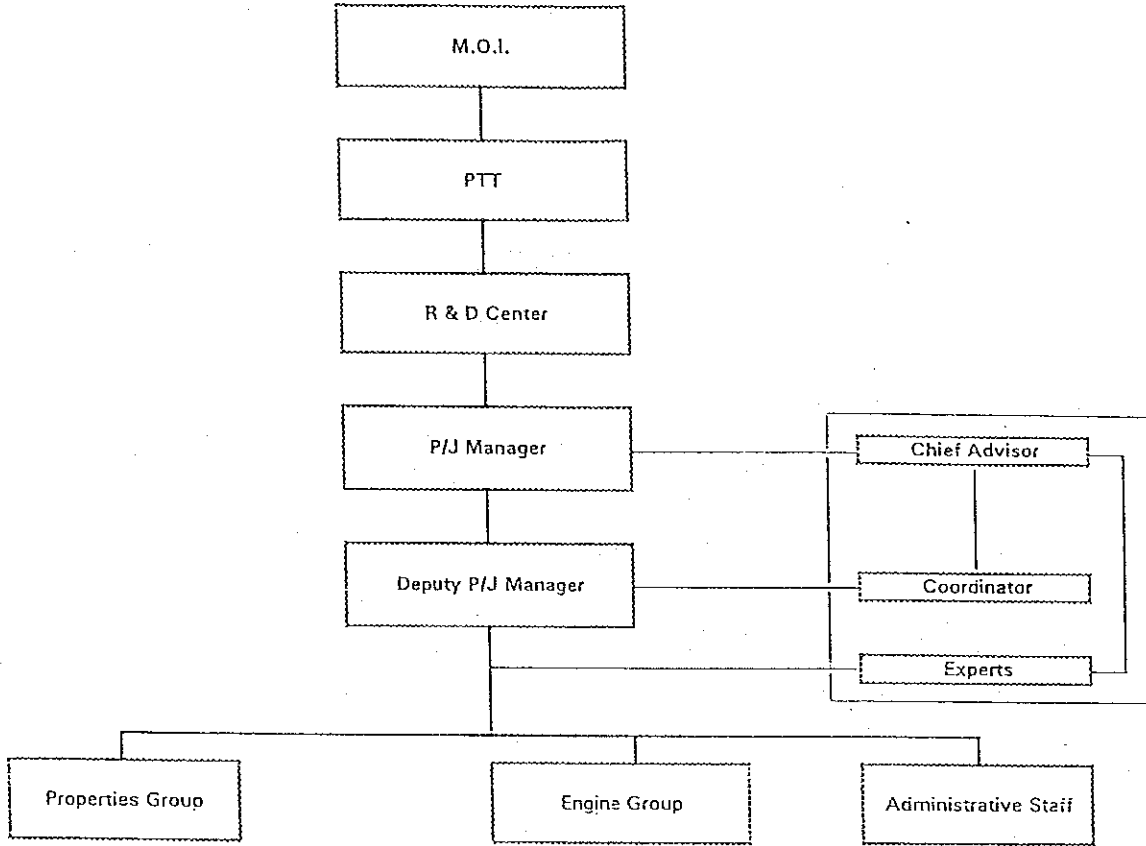 M.O.I.
PTT
R & D Center
P/J Manager
Chief Advisor
Deputy P/J Manager
Coordinator
Experts
Properties Group
Engine Group
Administrative Staff